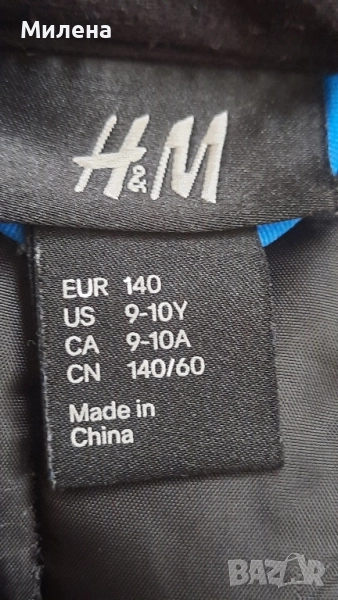 Милена
H&M
EUR 140
US 9-10Y
CA 9-10A
CN 140/60
Made in
China
BAZAR